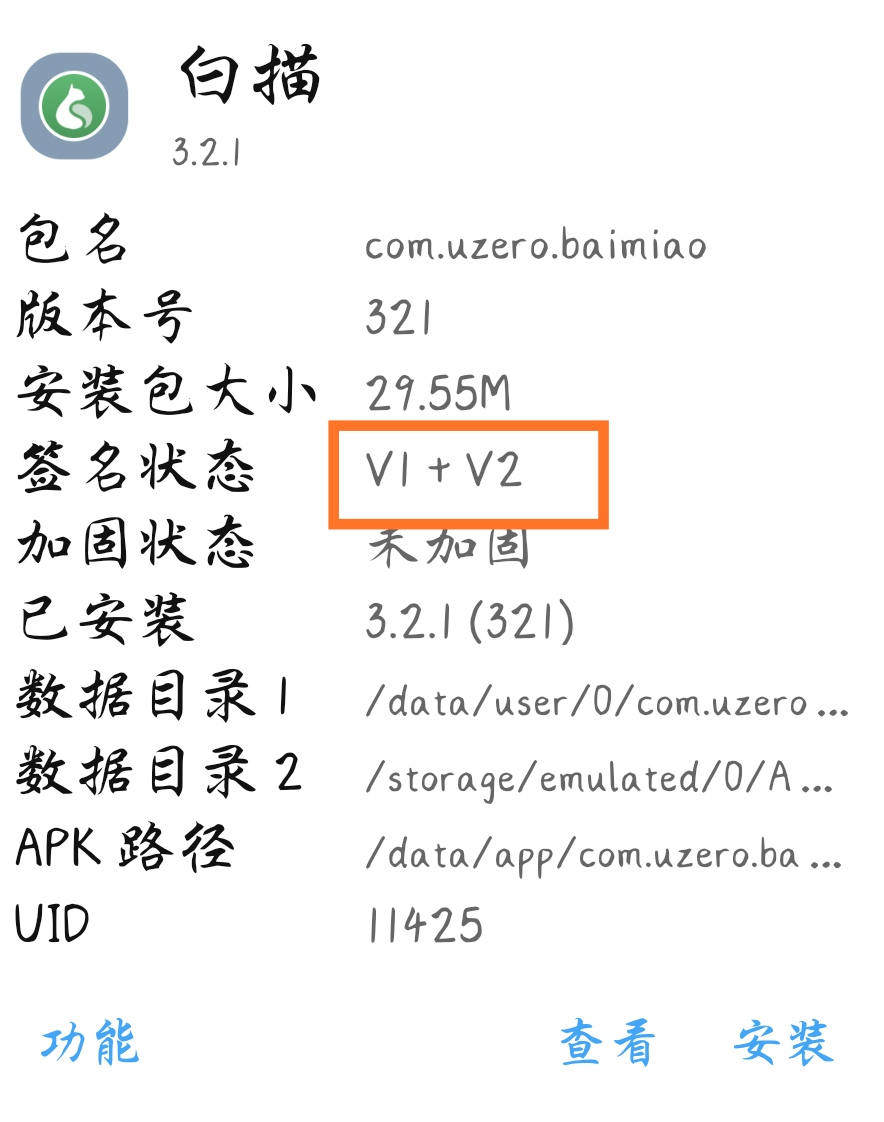 白描
3.2.1
包名 com.uzero.baimiao
版本号 321
安装包大小 29.55M
签名状态 V1 + V2
加固状态 未加固
已安装 3.2.1 (321)
数据目录1 /data/user/0/com.uzero...
数据目录2 /storage/emulated/0/A...
APK 路径 /data/app/com.uzero.ba...
UID 11425
功能 查看 安装